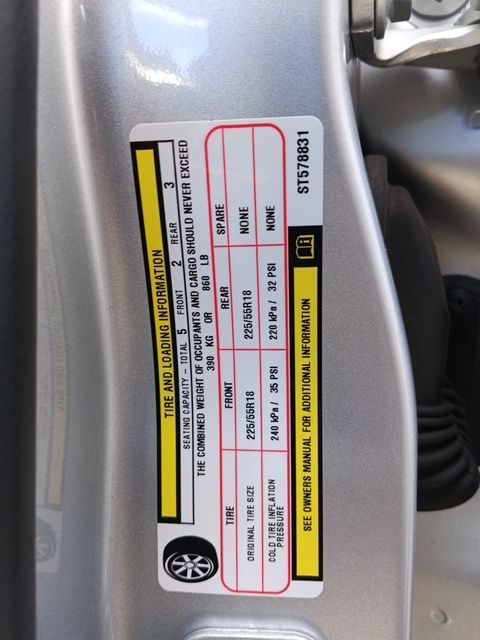 TIRE AND LOADING INFORMATION
SEATING CAPACITY – TOTAL 5 FRONT 2 REAR 3
THE COMBINED WEIGHT OF OCCUPANTS AND CARGO SHOULD NEVER EXCEED
390 KG OR 860 LB
TIRE FRONT REAR SPARE
ORIGINAL TIRE SIZE 225/55R18 225/55R18 NONE
COLD TIRE INFLATION PRESSURE 240 kPa / 35 PSI 220 kPa / 32 PSI NONE
SEE OWNERS MANUAL FOR ADDITIONAL INFORMATION
ST578831